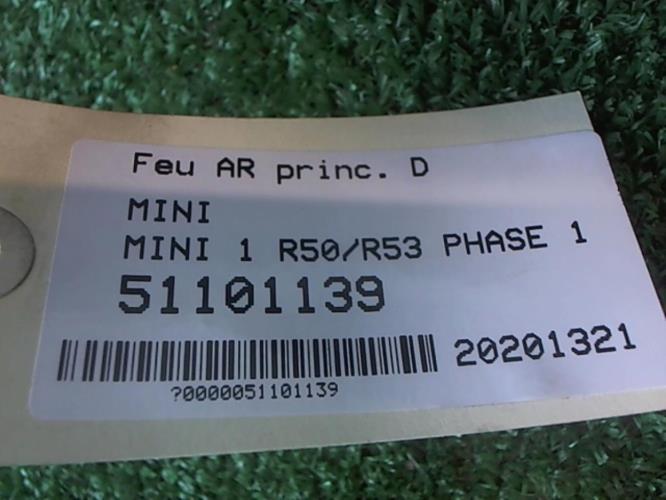 Feu AR princ. D
MINI
MINI 1 R50/R53 PHASE 1
51101139
20201321
?0000051101139